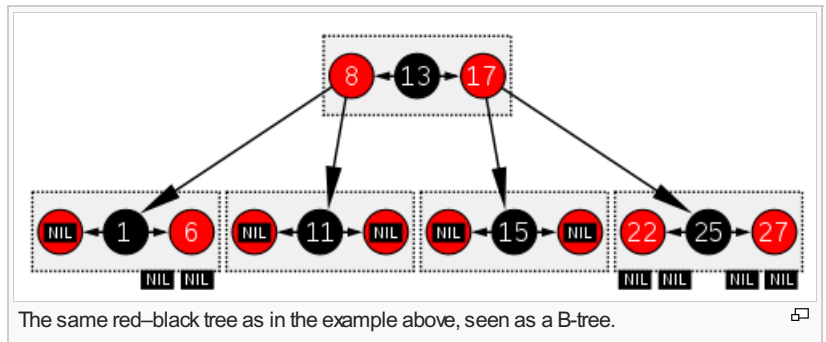 8 13 17
NIL 1 6 NIL 11 NIL NIL 15 NIL 22 25 27
NIL NIL NIL NIL NIL NIL
The same red–black tree as in the example above, seen as a B-tree.